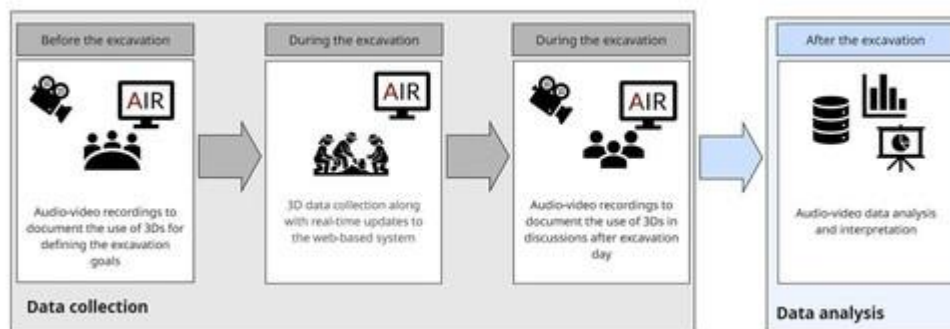 Before the excavation
AIR
Audio-video recordings to
document the use of 3Ds for
defining the excavation
goals
During the excavation
AIR
3D data collection along
with real-time updates to
the web-based system
During the excavation
AIR
Audio-video recordings to
document the use of 3Ds in
discussions after excavation
day
Data collection
After the excavation
Audio-video data analysis
and interpretation
Data analysis